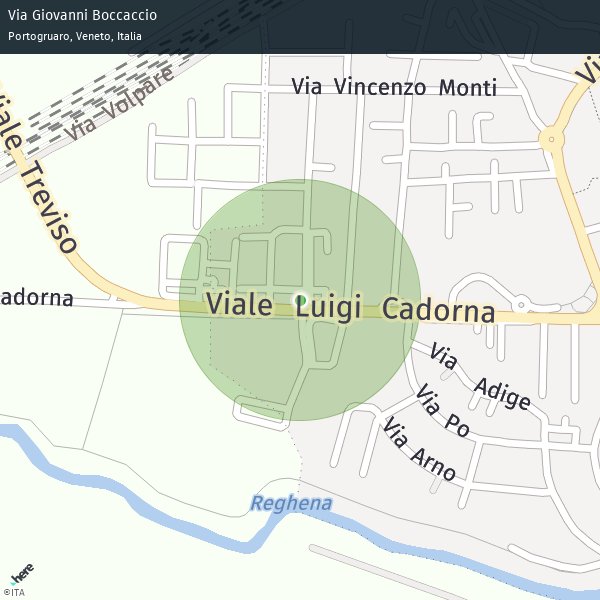 Via Giovanni Boccaccio
Portogruaro, Veneto, Italia
Via Vincenzo Monti
Via Volpare
Viale Treviso
adorna
Viale Luigi Cadorna
Via Adige
Via Po
Via Arno
Reghena
here
©ITA